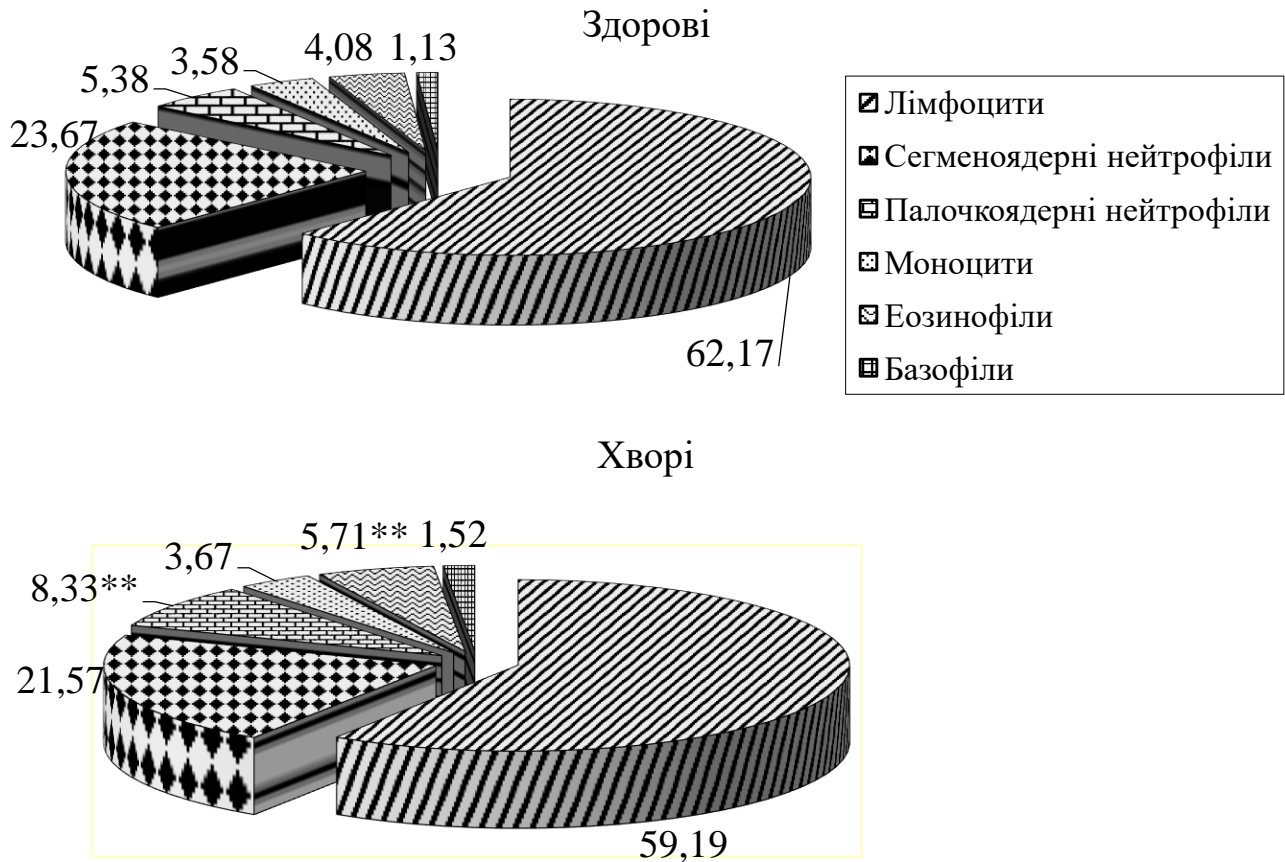 Здорові
4,08
1,13
3,58
5,38
23,67
62,17
Лімфоцити
Сегменоядерні нейтрофіли
Палочкоядерні нейтрофіли
Моноцити
Еозинофіли
Базофіли
Хворі
5,71**
1,52
3,67
8,33**
21,57
59,19